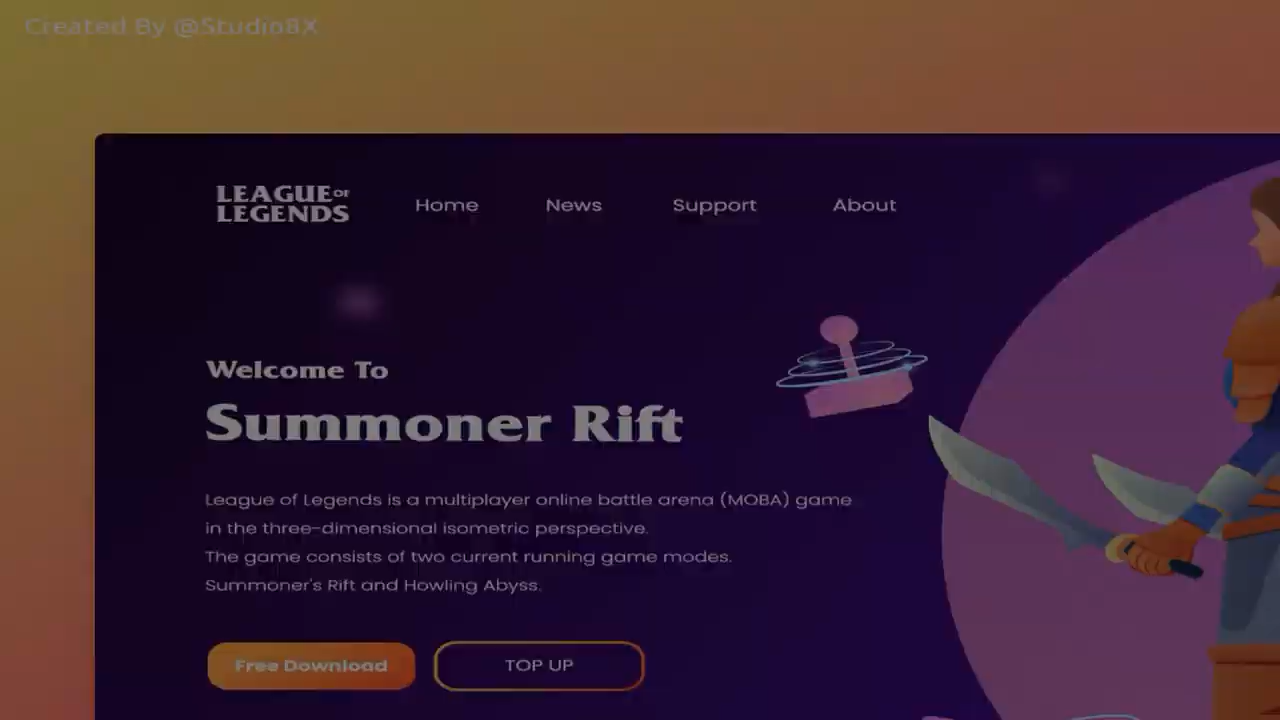 Created By @Studio8X
LEAGUE OF
LEGENDS
Home News Support About
Welcome To
Summoner Rift
League of Legends is a multiplayer online battle arena (MOBA) game
in the three-dimensional isometric perspective.
The game consists of two current running game modes.
Summoner's Rift and Howling Abyss.
Free Download TOP UP